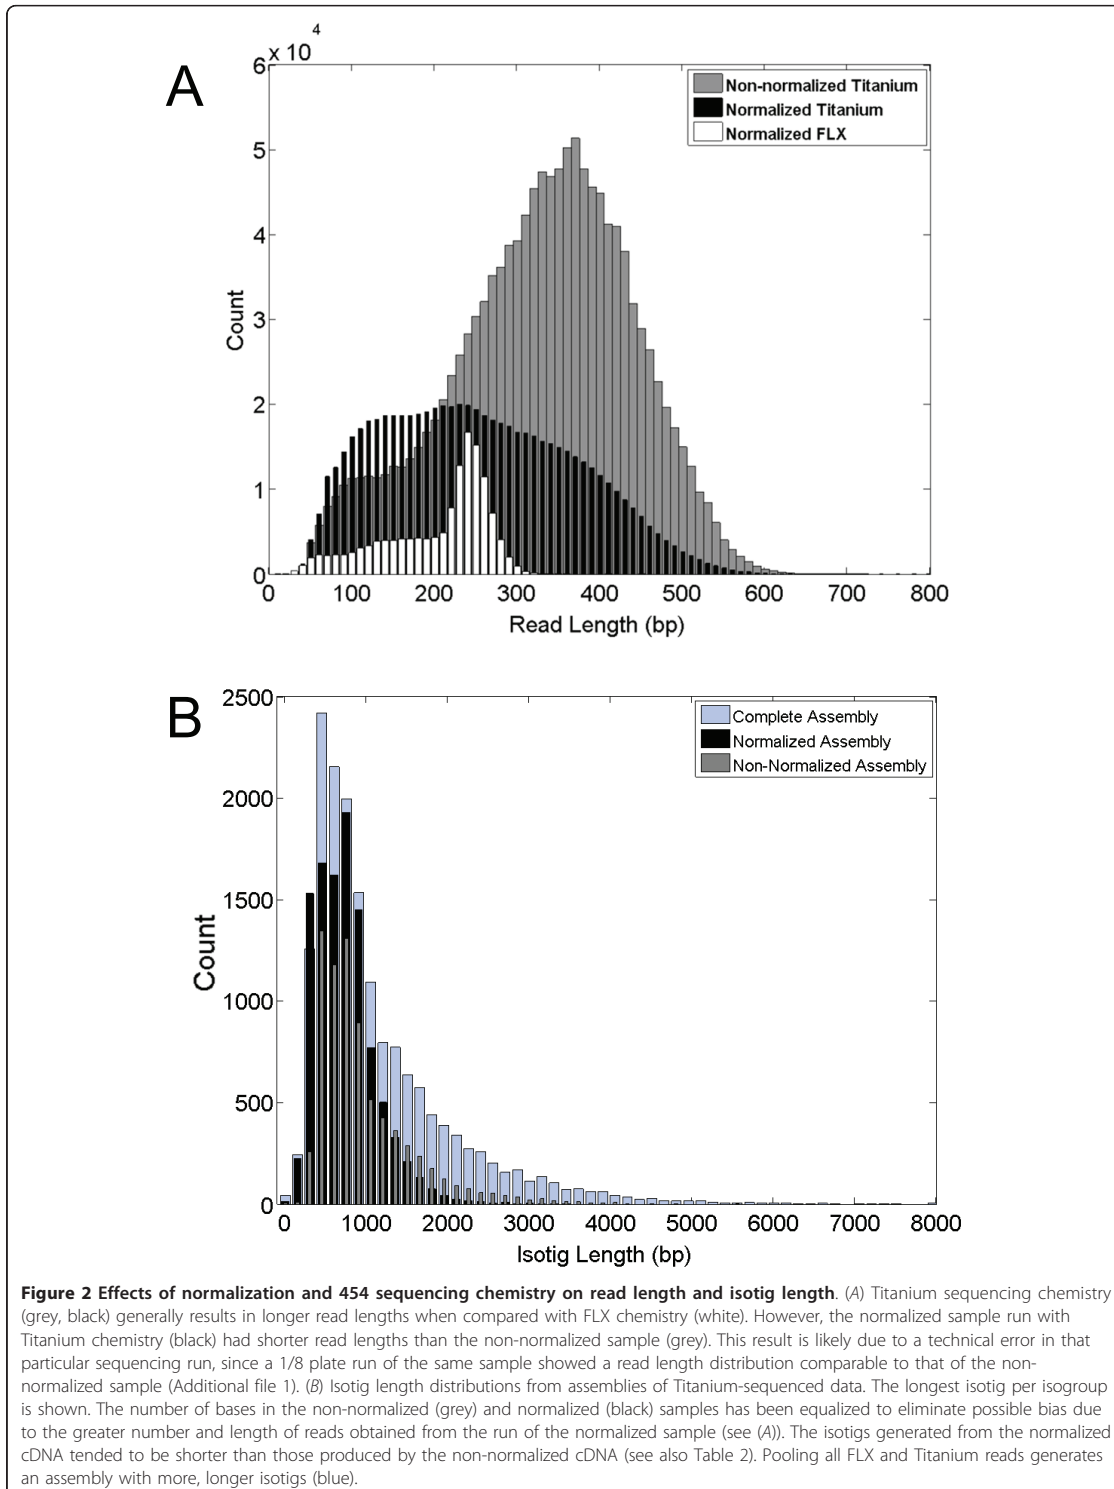 4
6 × 10
A
Non-normalized Titanium
Normalized Titanium
Normalized FLX
5
4
3
2
1
0
Count
0 100 200 300 400 500 600 700 800
Read Length (bp)
B
2500
Complete Assembly
Normalized Assembly
Non-Normalized Assembly
2000
1500
1000
500
0
Count
0 1000 2000 3000 4000 5000 6000 7000 8000
Isotig Length (bp)
Figure 2 Effects of normalization and 454 sequencing chemistry on read length and isotig length. (A) Titanium sequencing chemistry
(grey, black) generally results in longer read lengths when compared with FLX chemistry (white). However, the normalized sample run with
Titanium chemistry (black) had shorter read lengths than the non-normalized sample (grey). This result is likely due to a technical error in that
particular sequencing run, since a 1/8 plate run of the same sample showed a read length distribution comparable to that of the non-
normalized sample (Additional file 1). (B) Isotig length distributions from assemblies of Titanium-sequenced data. The longest isotig per isogroup
is shown. The number of bases in the non-normalized (grey) and normalized (black) samples has been equalized to eliminate possible bias due
to the greater number and length of reads obtained from the run of the normalized sample (see (A)). The isotigs generated from the normalized
cDNA tended to be shorter than those produced by the non-normalized cDNA (see also Table 2). Pooling all FLX and Titanium reads generates
an assembly with more, longer isotigs (blue).